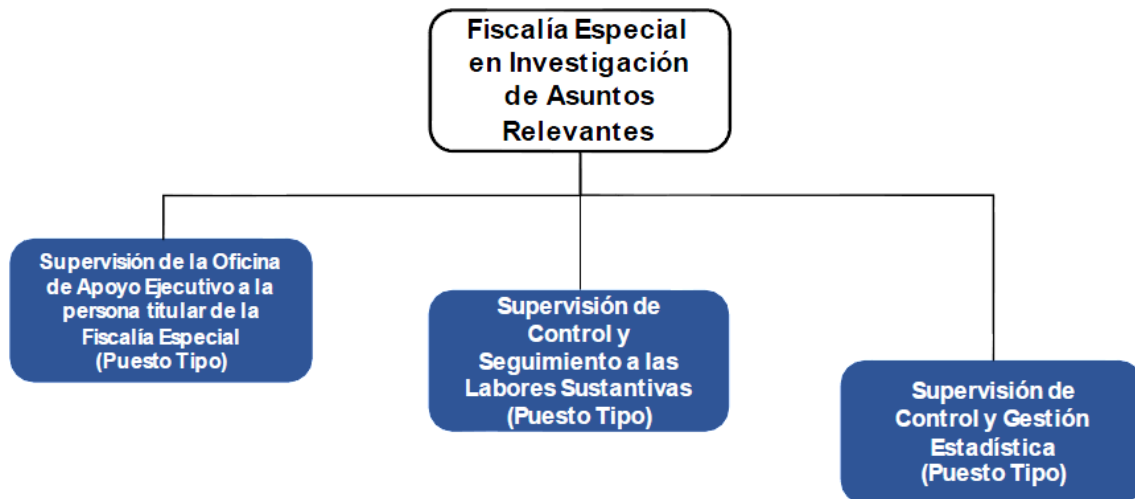 Fiscalía Especial
en Investigación
de Asuntos
Relevantes
Supervisión de la Oficina
de Apoyo Ejecutivo a la
persona titular de la
Fiscalía Especial
(Puesto Tipo)
Supervisión de
Control y
Seguimiento a las
Labores Sustantivas
(Puesto Tipo)
Supervisión de
Control y Gestión
Estadística
(Puesto Tipo)